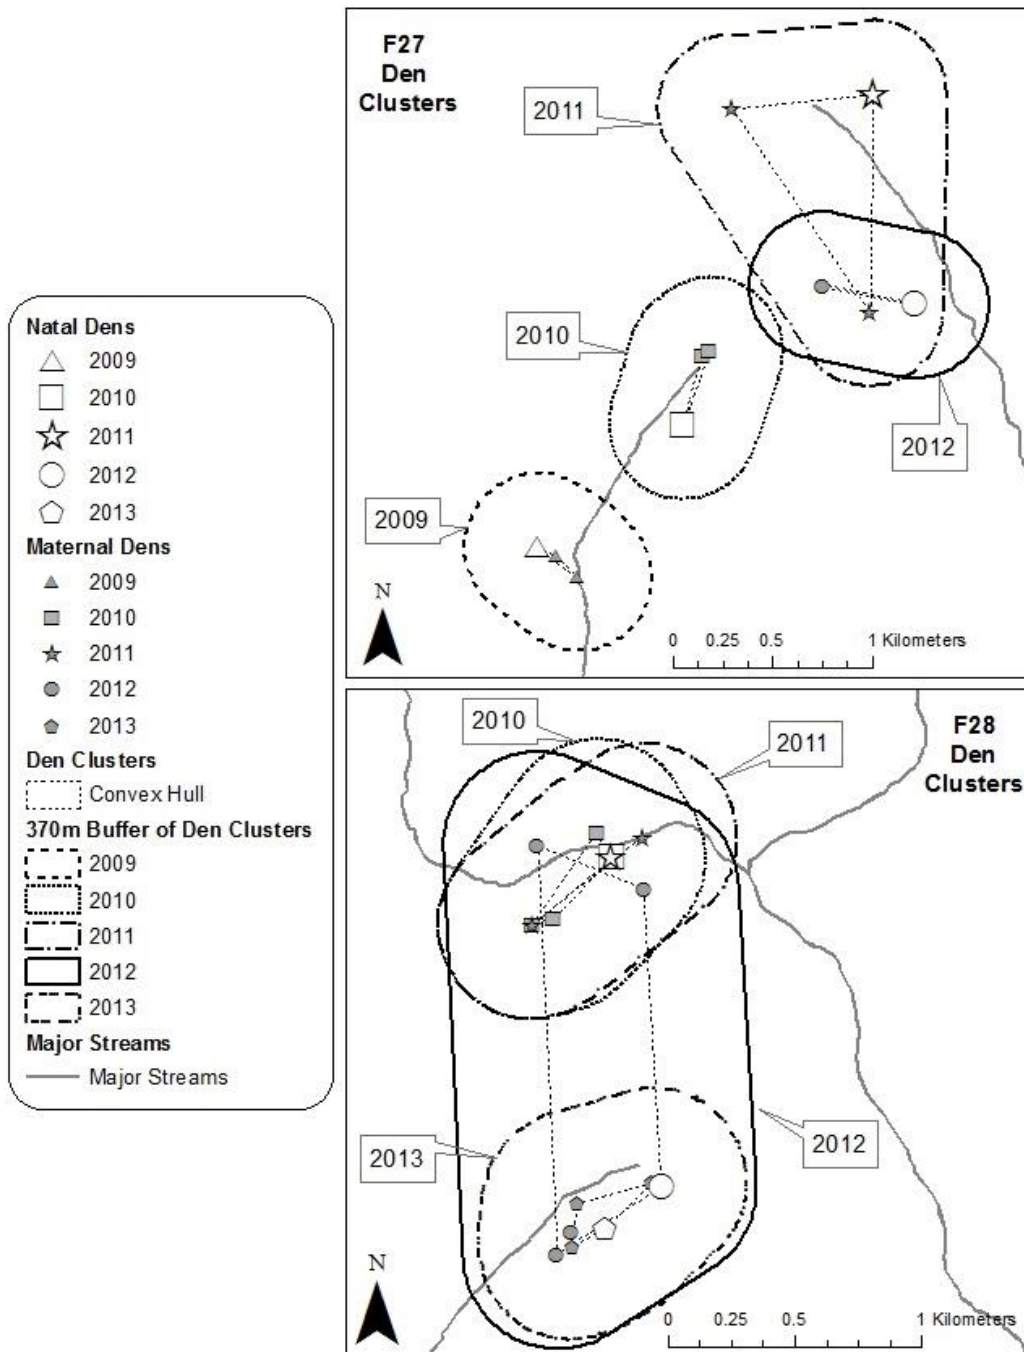 Natal Dens
2009
2010
2011
2012
2013
Maternal Dens
2009
2010
2011
2012
2013
Den Clusters
Convex Hull
370m Buffer of Den Clusters
2009
2010
2011
2012
2013
Major Streams
Major Streams
F27
Den
Clusters
2011
2010
2012
2009
N
0 0.25 0.5 1 Kilometers
F28
Den
Clusters
2010
2011
2013
2012
N
0 0.25 0.5 1 Kilometers